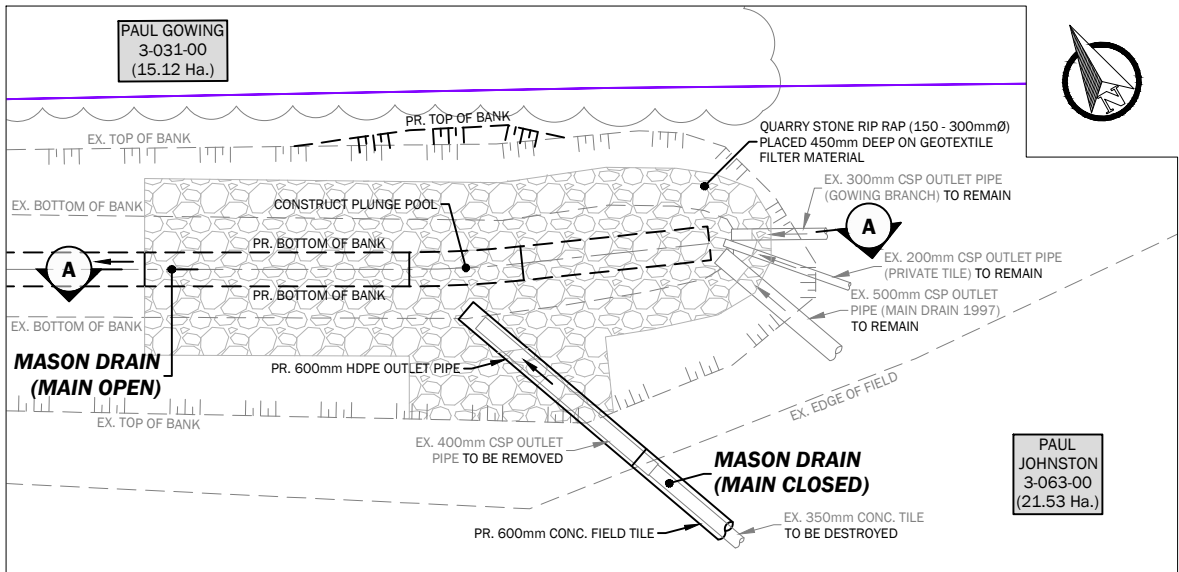 PAUL GOWING
3-031-00
(15.12 Ha.)
N
EX. TOP OF BANK
PR. TOP OF BANK
QUARRY STONE RIP RAP (150 - 300mmØ)
PLACED 450mm DEEP ON GEOTEXTILE
FILTER MATERIAL
EX. 300mm CSP OUTLET PIPE
(GOWING BRANCH) TO REMAIN
EX. BOTTOM OF BANK
CONSTRUCT PLUNGE POOL
A
PR. BOTTOM OF BANK
A
EX. 200mm CSP OUTLET PIPE
(PRIVATE TILE) TO REMAIN
PR. BOTTOM OF BANK
EX. 500mm CSP OUTLET
PIPE (MAIN DRAIN 1997)
TO REMAIN
EX. BOTTOM OF BANK
MASON DRAIN
(MAIN OPEN)
PR. 600mm HDPE OUTLET PIPE
EX. EDGE OF FIELD
EX. TOP OF BANK
EX. 400mm CSP OUTLET
PIPE TO BE REMOVED
MASON DRAIN
(MAIN CLOSED)
PAUL
JOHNSTON
3-063-00
(21.53 Ha.)
PR. 600mm CONC. FIELD TILE
EX. 350mm CONC. TILE
TO BE DESTROYED